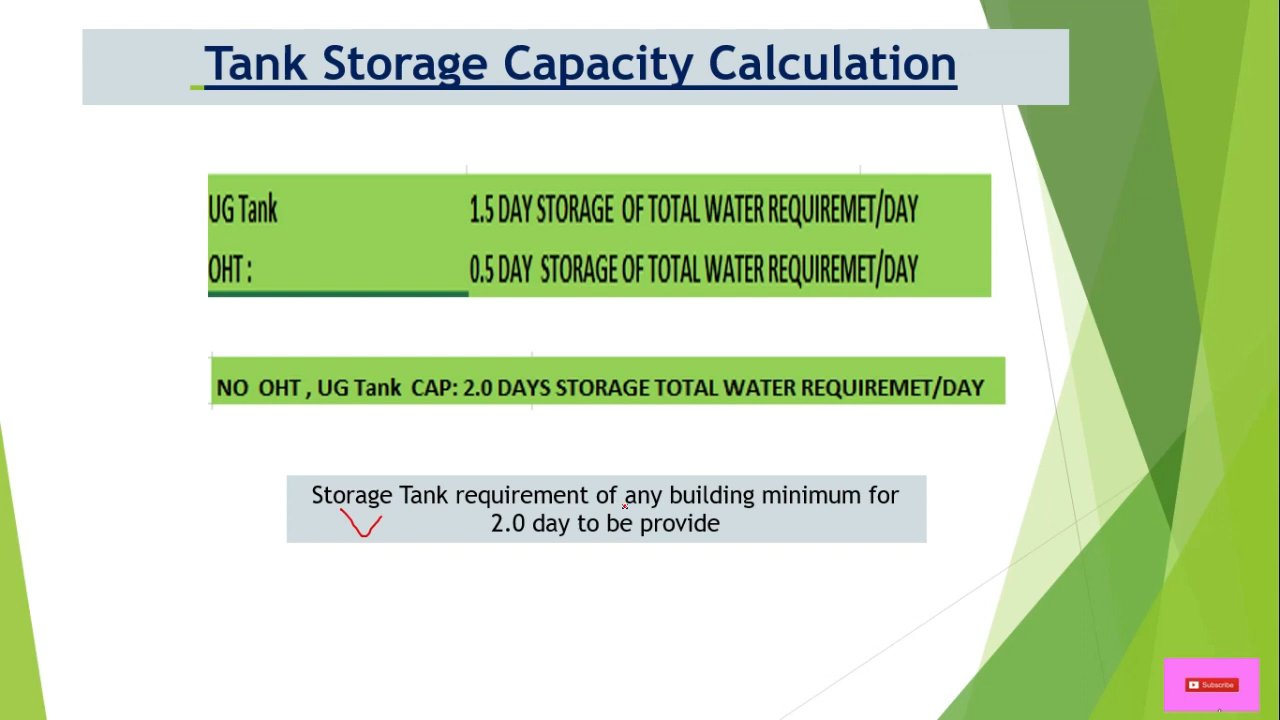 Tank Storage Capacity Calculation
UG Tank 1.5 DAY STORAGE OF TOTAL WATER REQUIREMET/DAY
OHT : 0.5 DAY STORAGE OF TOTAL WATER REQUIREMET/DAY
NO OHT , UG Tank CAP: 2.0 DAYS STORAGE TOTAL WATER REQUIREMET/DAY
Storage Tank requirement of any building minimum for
2.0 day to be provide
Subscribe